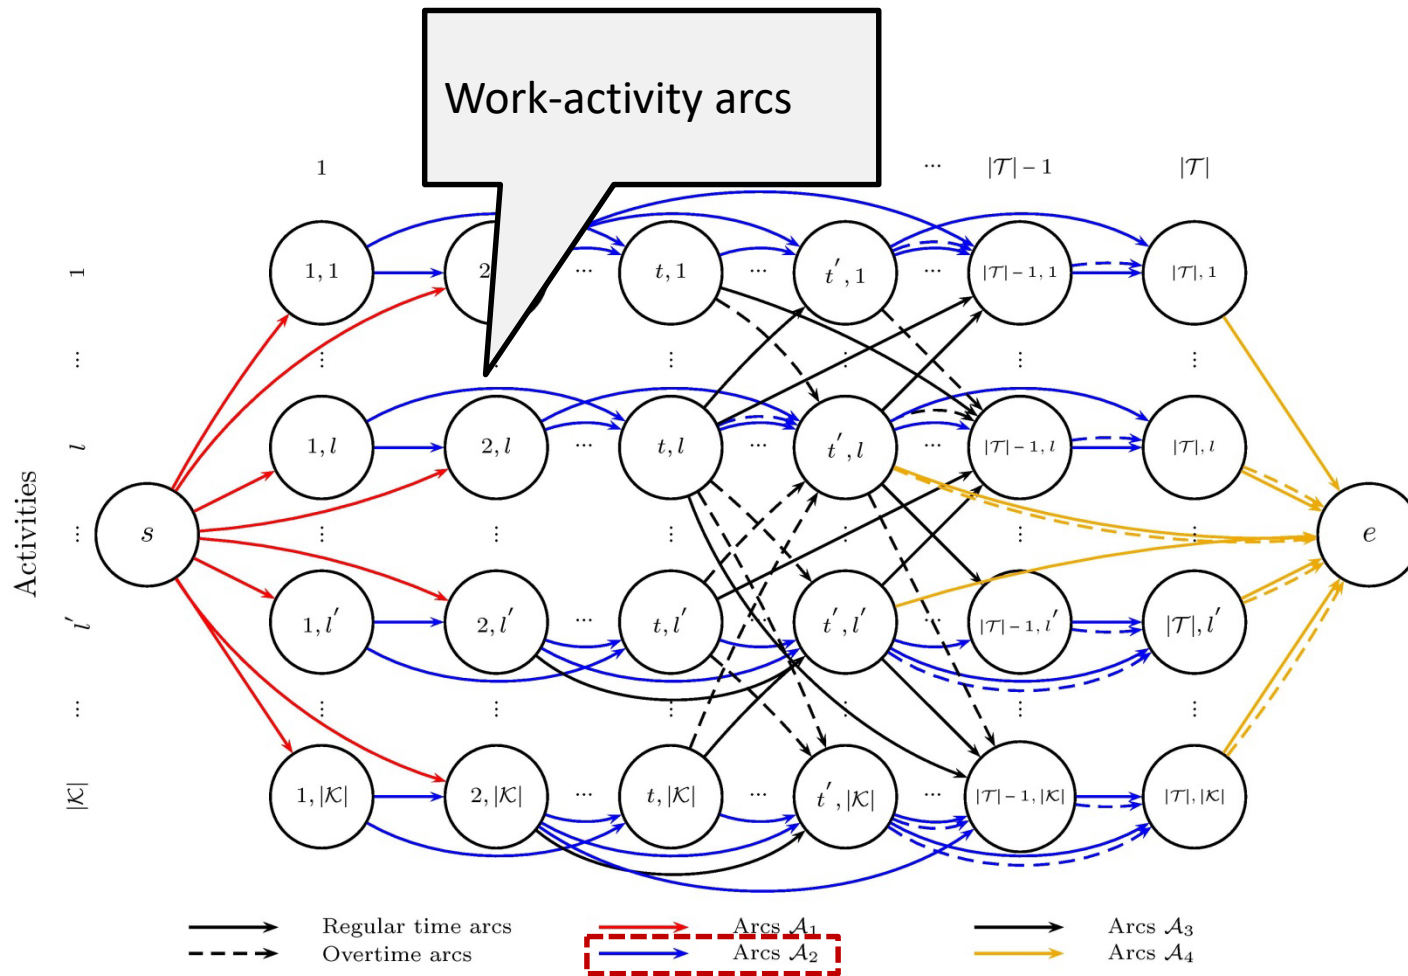 Work-activity arcs
1 ... |𝒯| − 1 |𝒯|
1
1, 1 2 ... t, 1 ... t′, 1 ... |𝒯| − 1, 1 |𝒯|, 1
...
l
1, l 2, l ... t, l ... t′, l ... |𝒯| − 1, l |𝒯|, l
Activities
...
s
e
l′
1, l′ 2, l′ ... t, l′ ... t′, l′ ... |𝒯| − 1, l′ |𝒯|, l′
...
|𝒦|
1, |𝒦| 2, |𝒦| ... t, |𝒦| ... t′, |𝒦| ... |𝒯| − 1, |𝒦| |𝒯|, |𝒦|
Regular time arcs Arcs 𝒜₁ Arcs 𝒜₃
Overtime arcs Arcs 𝒜₂ Arcs 𝒜₄